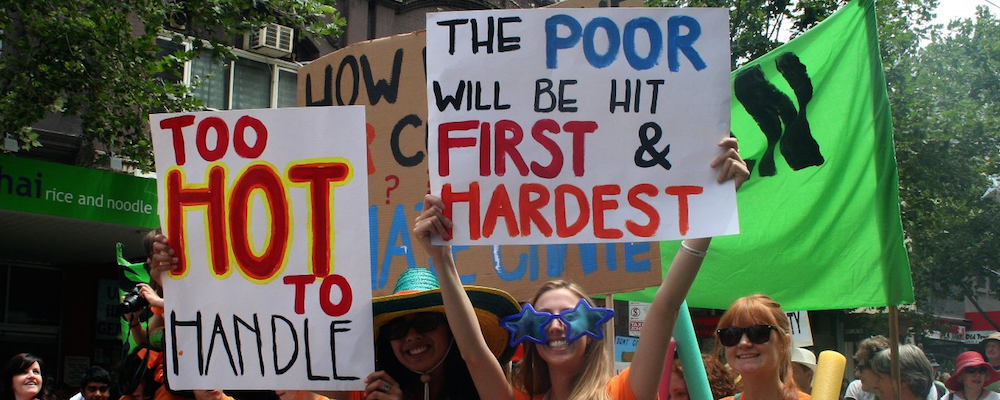 TOO
HOT
TO
HANDLE
THE POOR
WILL BE HIT
FIRST &
HARDEST
HOW
C
?
hai rice and noodle